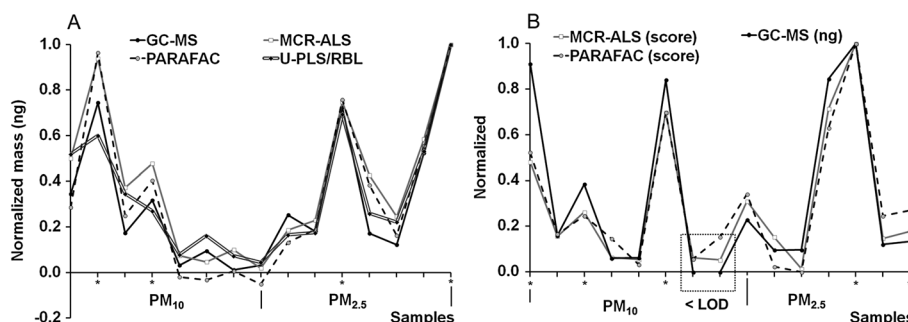 A
GC-MS
MCR-ALS
PARAFAC
U-PLS/RBL
Normalized mass (ng)
1.0
0.8
0.6
0.4
0.2
0.0
-0.2
* * * *
PM10
PM2.5
Samples
B
MCR-ALS (score)
GC-MS (ng)
PARAFAC (score)
Normalized
1.0
0.8
0.6
0.4
0.2
0.0
* * * * *
PM10
< LOD
PM2.5
Samples